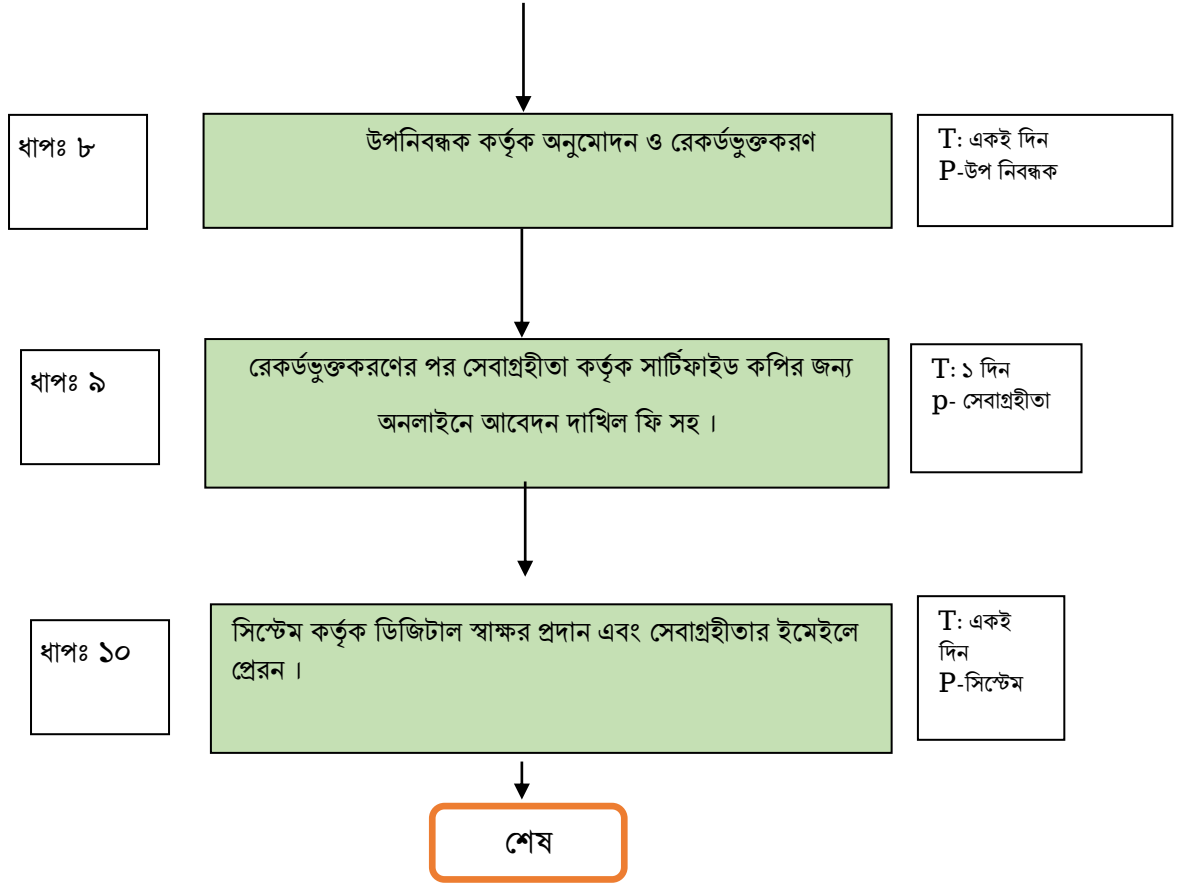 ধাপঃ ৮
উপনিবন্ধক কর্তৃক অনুমোদন ও রেকর্ডভুক্তকরণ
T: একই দিন
P-উপ নিবন্ধক
ধাপঃ ৯
রেকর্ডভুক্তকরণের পর সেবাগ্রহীতা কর্তৃক সার্টিফাইড কপির জন্য
অনলাইনে আবেদন দাখিল ফি সহ ।
T: ১ দিন
p- সেবাগ্রহীতা
ধাপঃ ১০
সিস্টেম কর্তৃক ডিজিটাল স্বাক্ষর প্রদান এবং সেবাগ্রহীতার ইমেইলে
প্রেরন ।
T: একই
দিন
P-সিস্টেম
শেষ